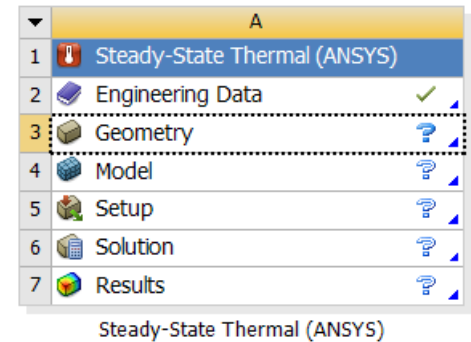 A
1 Steady-State Thermal (ANSYS)
2 Engineering Data
3 Geometry ?
4 Model ?
5 Setup ?
6 Solution ?
7 Results ?
Steady-State Thermal (ANSYS)